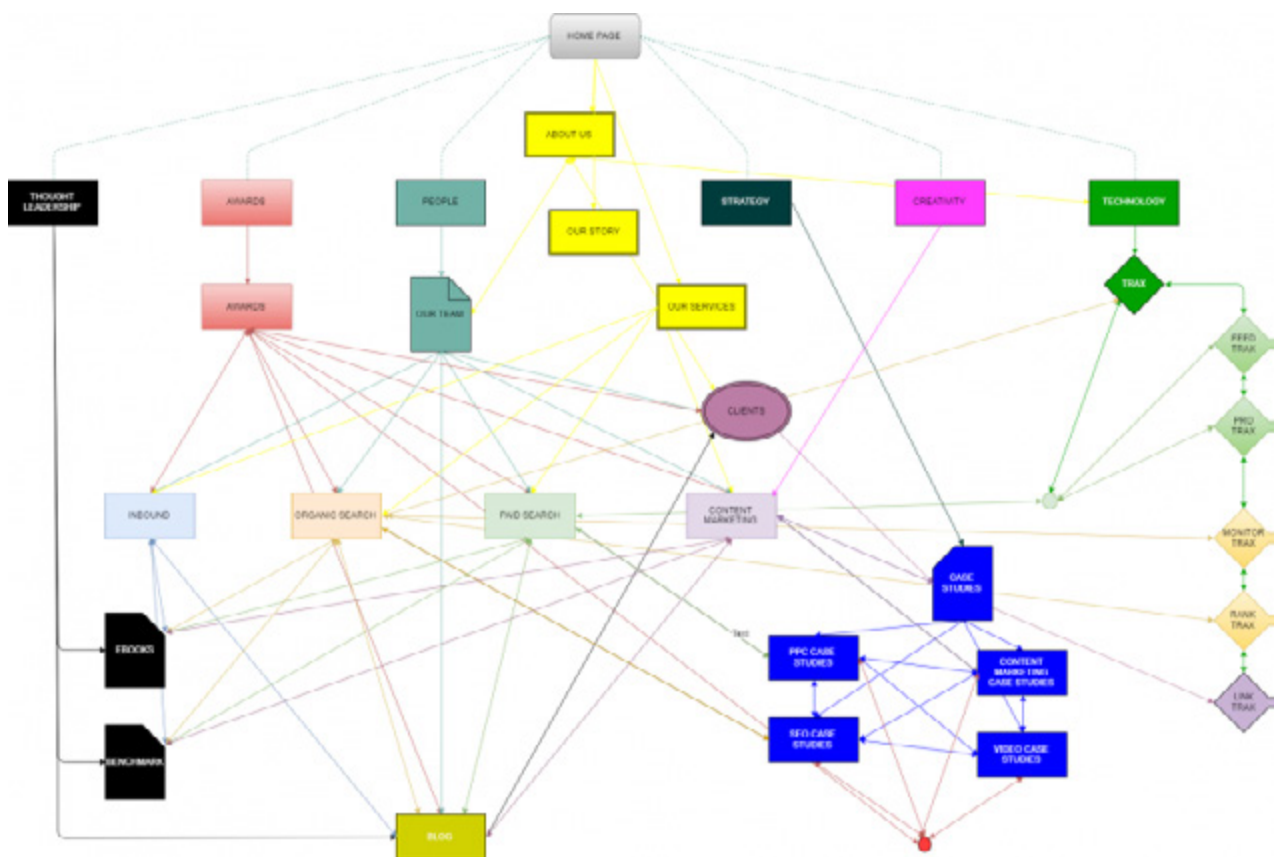 HOME PAGE
ABOUT US
THOUGHT
LEADERSHIP
AWARDS
PEOPLE
STRATEGY
CREATIVITY
TECHNOLOGY
OUR STORY
AWARDS
OUR TEAM
OUR SERVICES
TRAX
FEED
TRAX
CLIENTS
PRO
TRAX
INBOUND
ORGANIC SEARCH
PAID SEARCH
CONTENT
MARKETING
MONITOR
TRAX
CASE
STUDIES
RANK
TRAX
EBOOKS
PPC CASE
STUDIES
CONTENT
MARKETING
CASE STUDIES
LINK
TRAX
SEO CASE
STUDIES
VIDEO CASE
STUDIES
BENCHMARK
BLOG